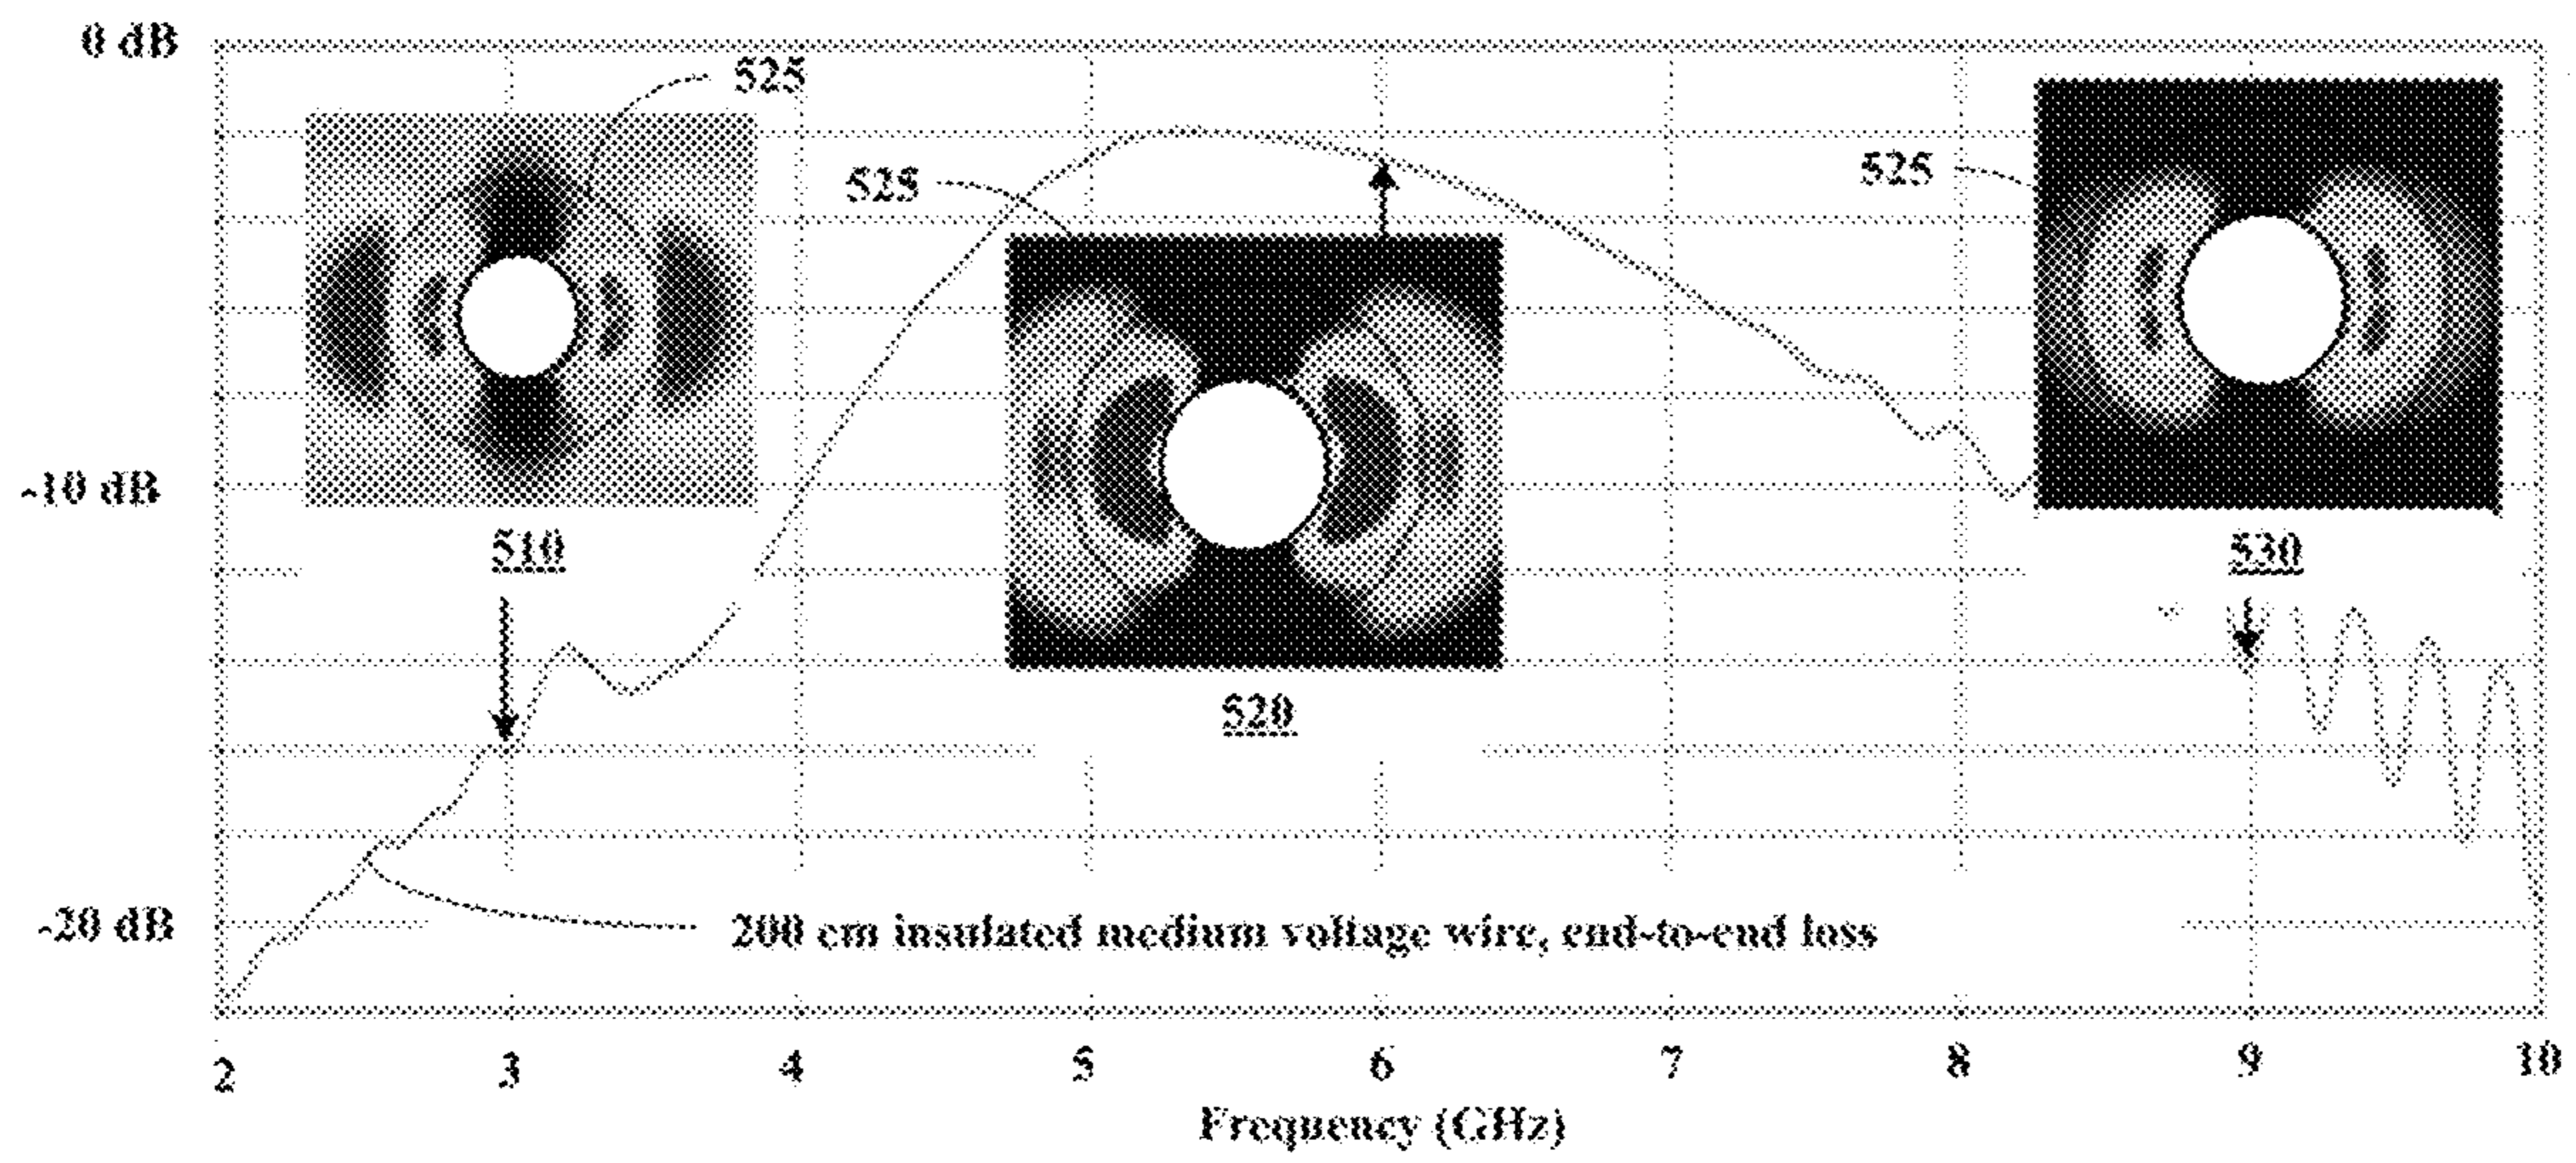 0 dB
525
525
525
-10 dB
510
530
520
-20 dB
200 cm insulated medium voltage wire, end-to-end loss
2 3 4 5 6 7 8 9 10
Frequency (GHz)